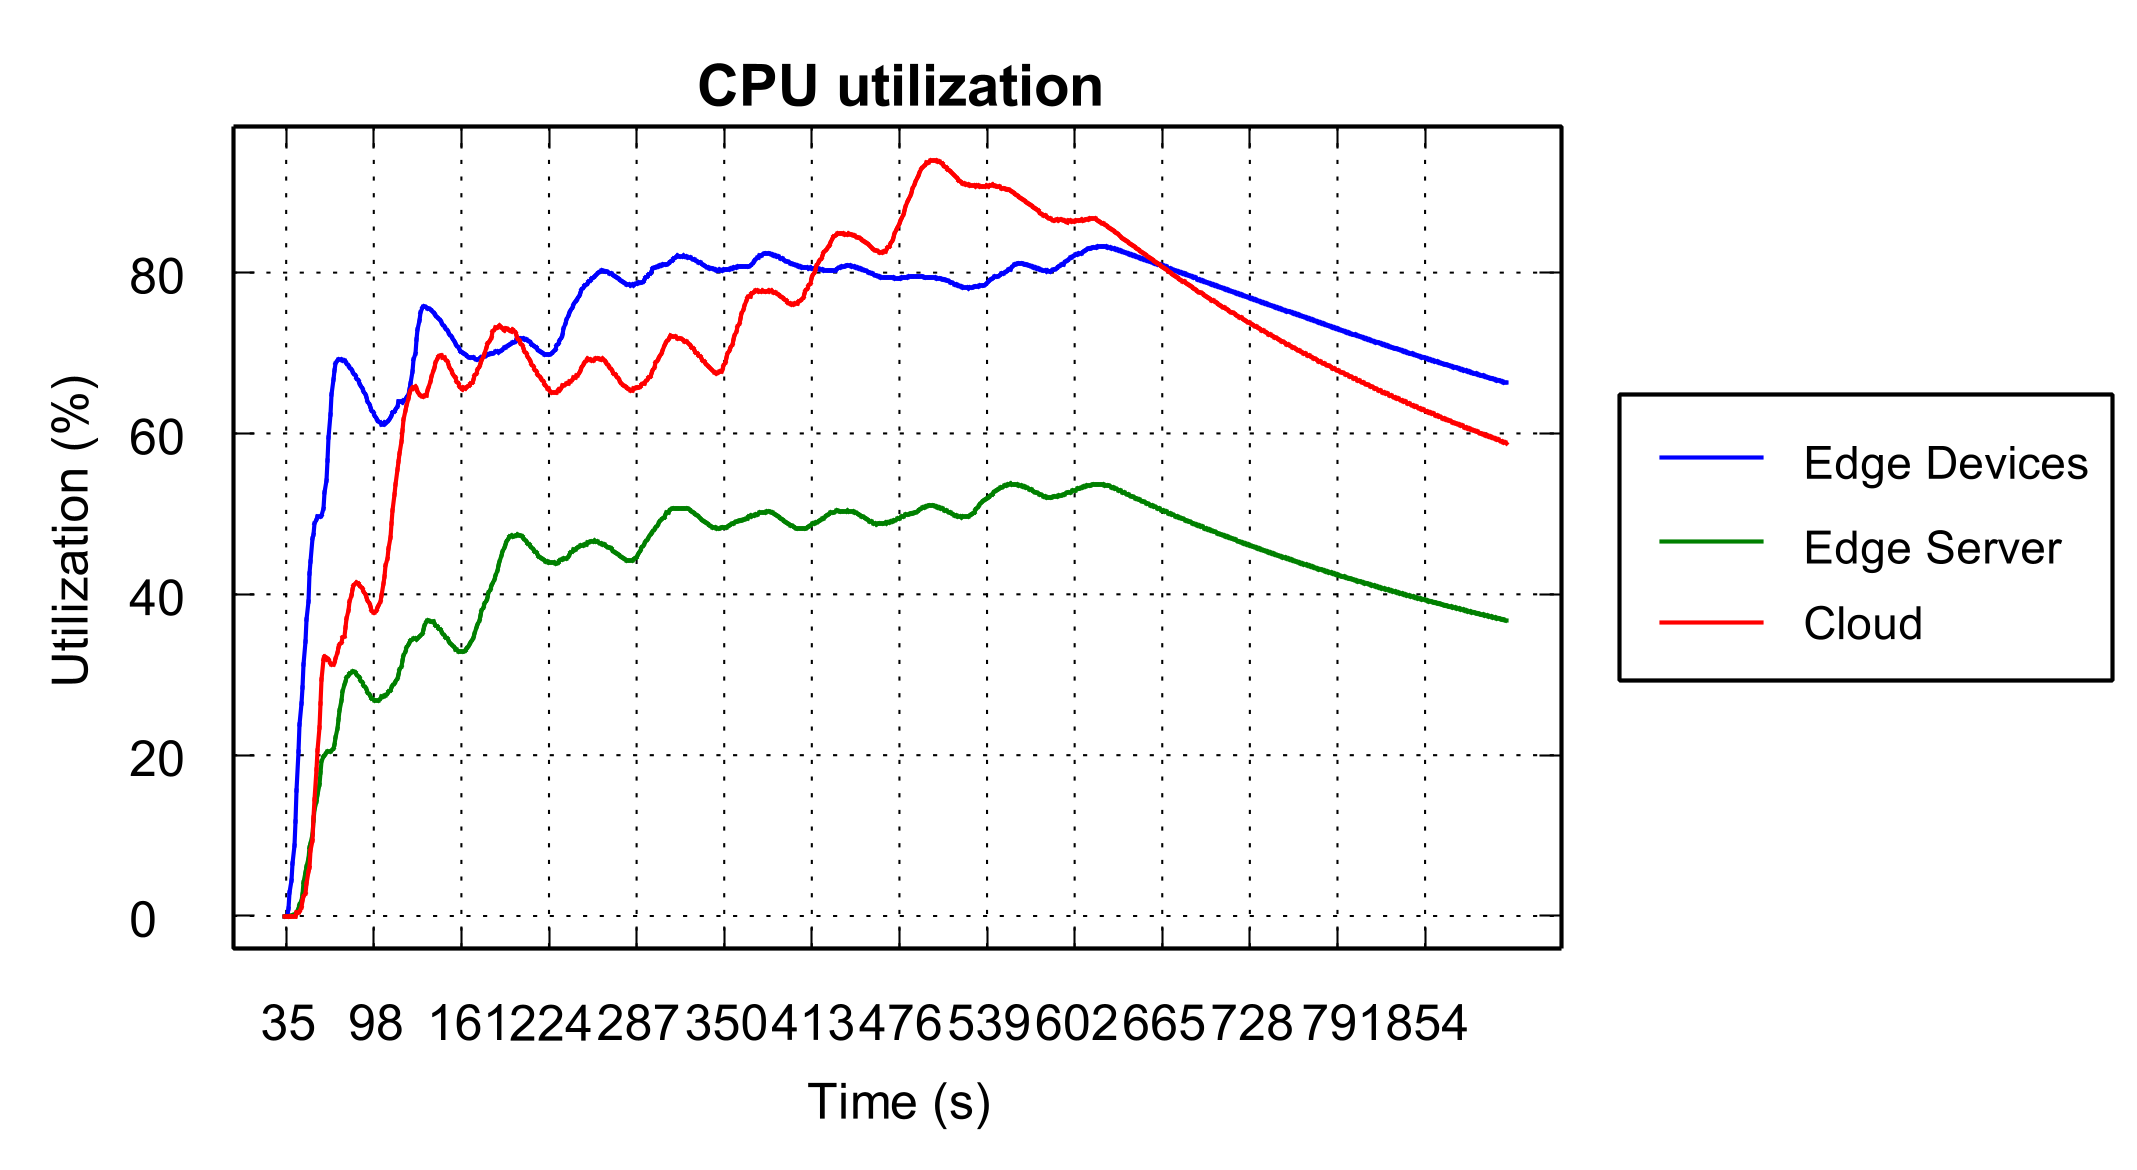 CPU utilization
80
60
40
20
0
Utilization (%)
35 98 161 224 287 350 413 476 539 602 665 728 791 854
Time (s)
Edge Devices
Edge Server
Cloud